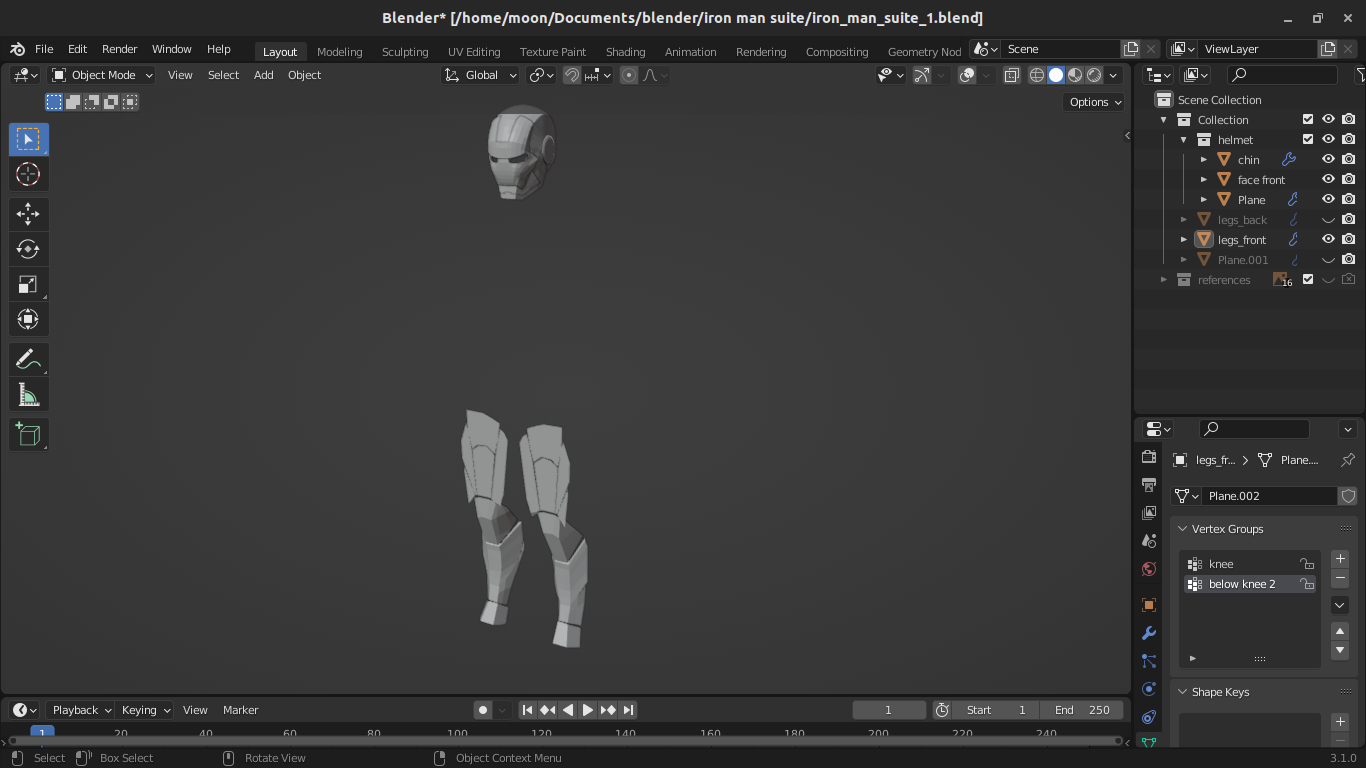 Blender* [/home/moon/Documents/blender/iron man suite/iron_man_suite_1.blend]
File Edit Render Window Help Layout Modeling Sculpting UV Editing Texture Paint Shading Animation Rendering Compositing Geometry Nod Scene ViewLayer
Object Mode View Select Add Object Global
Options
Scene Collection
Collection
helmet
chin
face front
Plane
legs_back
legs_front
Plane.001
references 16
legs_fr... Plane....
Plane.002
Vertex Groups
knee
below knee 2
Shape Keys
Playback Keying View Marker 1 Start 1 End 250
1 20 40 60 80 100 120 140 160 180 200 220 240
Select Box Select Rotate View Object Context Menu 3.1.0